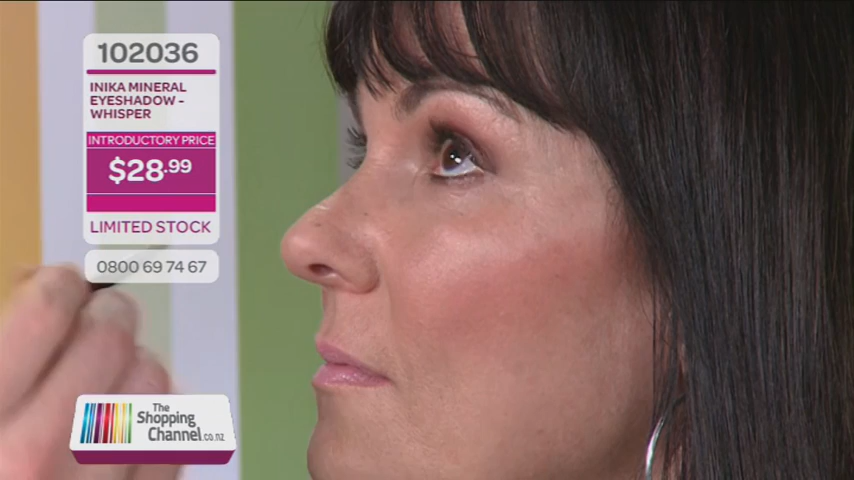 102036
INIKA MINERAL
EYESHADOW -
WHISPER
INTRODUCTORY PRICE
$28.99
LIMITED STOCK
0800 69 74 67
The
Shopping
Channel.co.nz